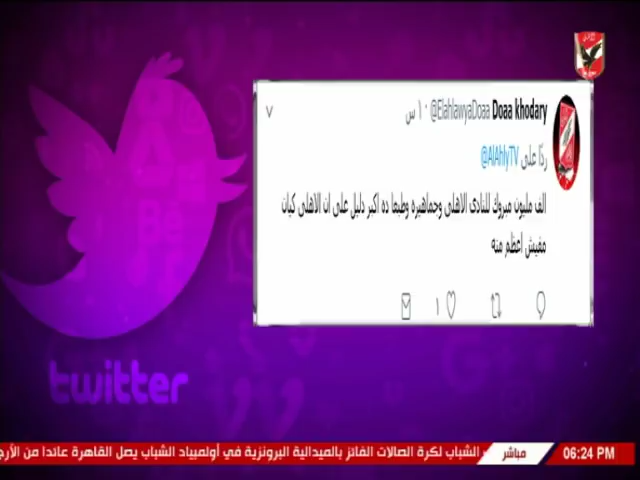 Doaa khodary @ElahlawyaDoaa · ١٠ س
ردًا على @AlAhlyTV
الف مليون مبروك للنادى الاهلى وجماهيره وطبعا ده اكبر دليل على ان الاهلى كيان
مفيش اعظم منه
١
twitter
06:24 PM مباشر الشباب لكرة الصالات الفائز بالميدالية البرونزية في أولمبياد الشباب يصل القاهرة عائدا من الأرج